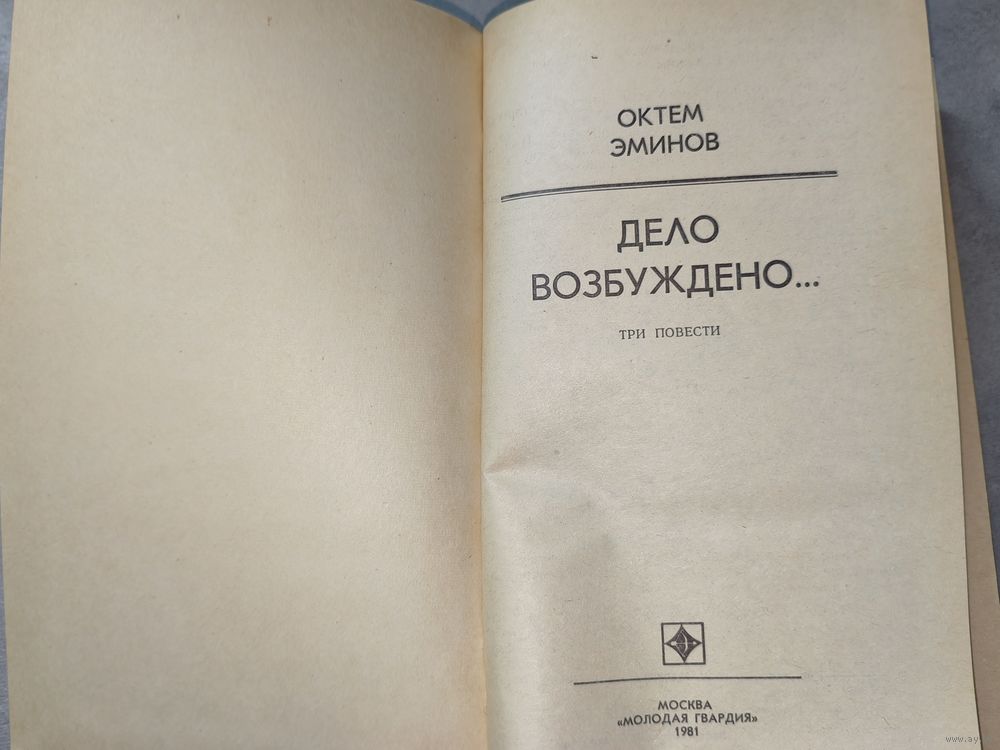 ОКТЕМ
ЭМИНОВ
ДЕЛО
ВОЗБУЖДЕНО...
ТРИ ПОВЕСТИ
МОСКВА
«МОЛОДАЯ ГВАРДИЯ»
1981